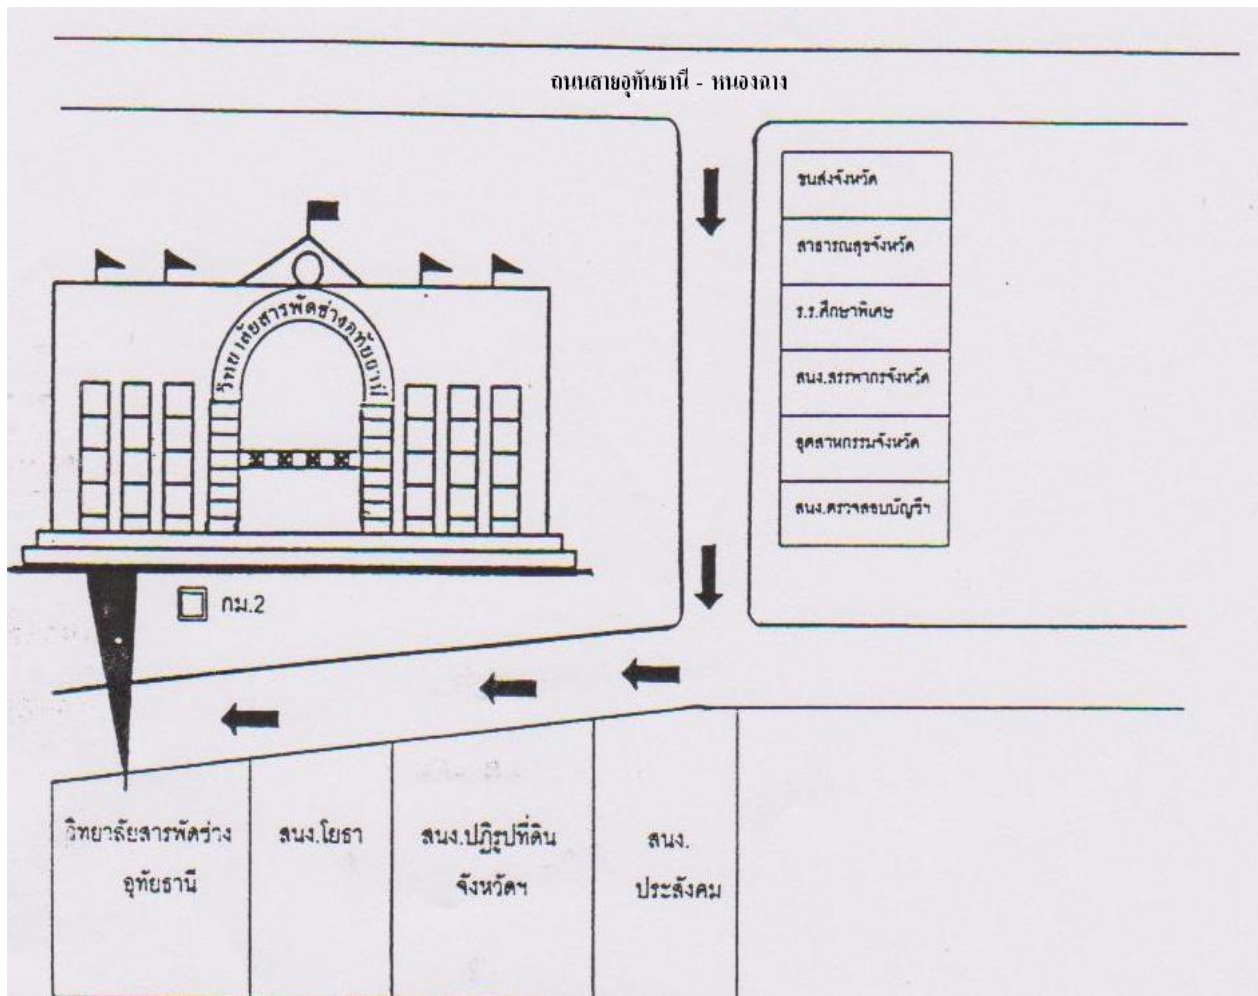 ถนนสายอุทันธานี - หนองฉาง
ขนส่งจังหวัด
สาธารณสุขจังหวัด
ร.ร.ศึกษาพิเศษ
สนง.สรรพากรจังหวัด
อุตสาหกรรมจังหวัด
สนง.ตรวจสอบบัญชีฯ
วิทยาลัยสารพัดช่างอุทัยธานี
กม.2
วิทยาลัยสารพัดช่าง
อุทัยธานี
สนง.โยธา
สนง.ปฏิรูปที่ดิน
จังหวัดฯ
สนง.
ประสังคม